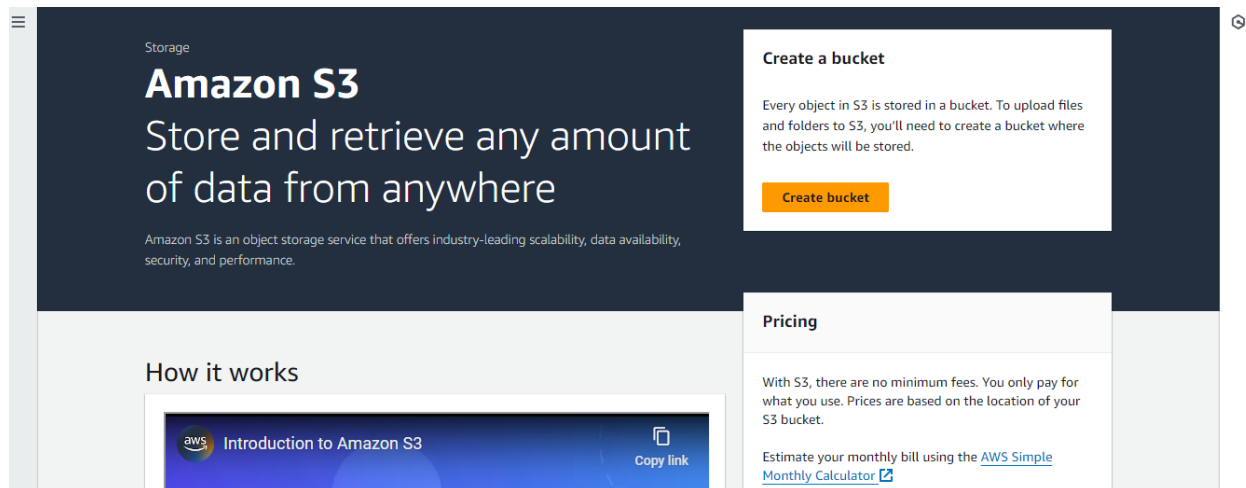 Storage
Amazon S3
Store and retrieve any amount
of data from anywhere
Amazon S3 is an object storage service that offers industry-leading scalability, data availability,
security, and performance.
Create a bucket
Every object in S3 is stored in a bucket. To upload files
and folders to S3, you'll need to create a bucket where
the objects will be stored.
Create bucket
How it works
aws
Introduction to Amazon S3
Copy link
Pricing
With S3, there are no minimum fees. You only pay for
what you use. Prices are based on the location of your
S3 bucket.
Estimate your monthly bill using the AWS Simple
Monthly Calculator